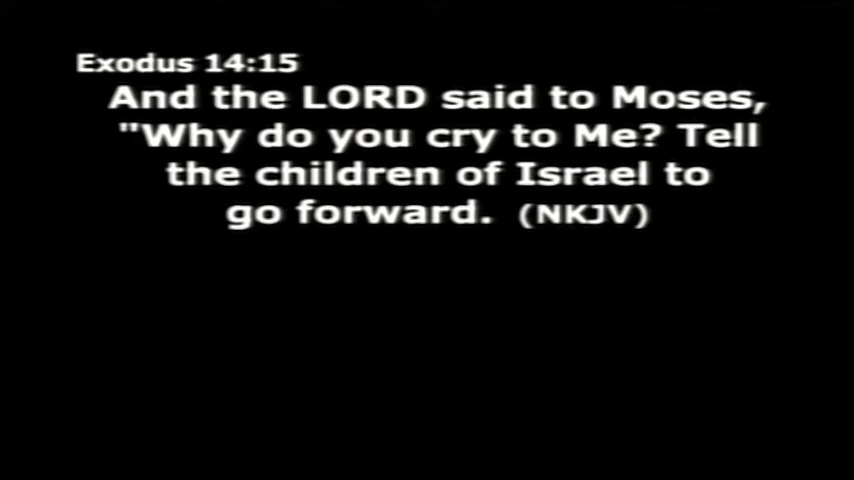 Exodus 14:15
And the LORD said to Moses,
"Why do you cry to Me? Tell
the children of Israel to
go forward. (NKJV)